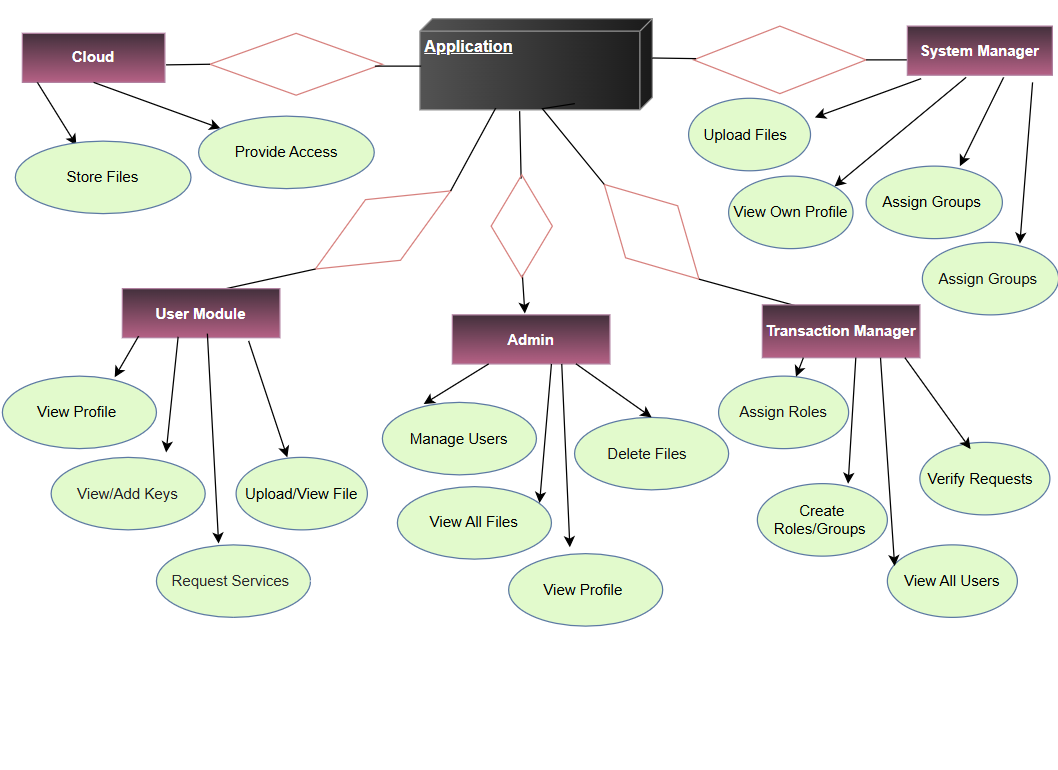 Application
Cloud
System Manager
Store Files
Provide Access
Upload Files
View Own Profile
Assign Groups
Assign Groups
User Module
Admin
Transaction Manager
View Profile
View/Add Keys
Request Services
Upload/View File
Manage Users
View All Files
View Profile
Delete Files
Assign Roles
Create
Roles/Groups
View All Users
Verify Requests